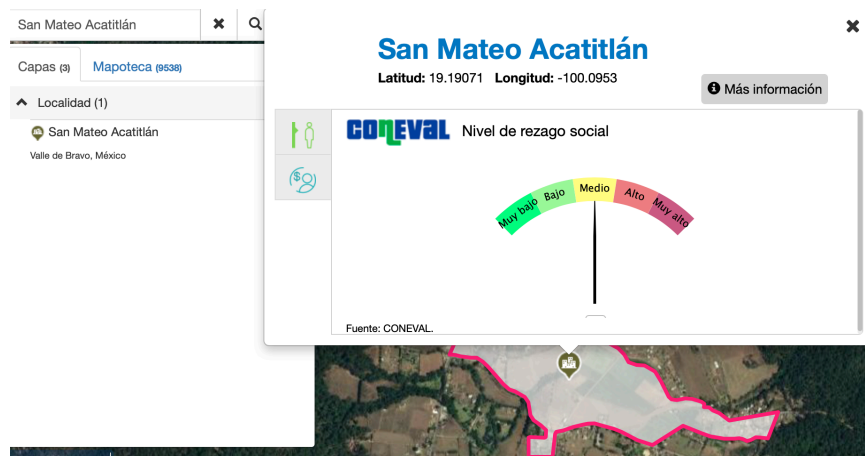 San Mateo Acatitlán
Capas (3) Mapoteca (9538)
Localidad (1)
San Mateo Acatitlán
Valle de Bravo, México
San Mateo Acatitlán
Latitud: 19.19071 Longitud: -100.0953
Más información
CONEVAL Nivel de rezago social
Muy bajo Bajo Medio Alto Muy alto
Fuente: CONEVAL.